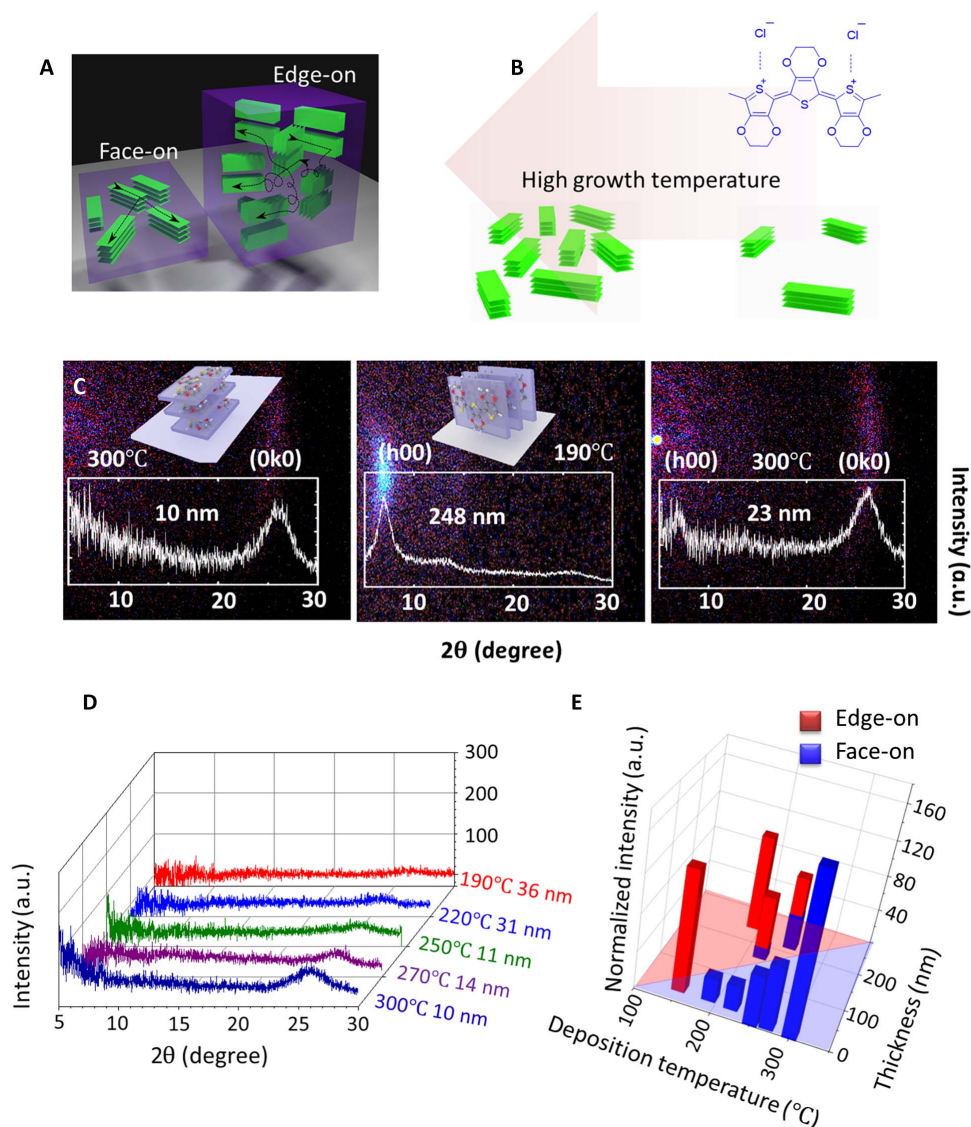 A
Edge-on
Face-on
B
Cl−
Cl−
S+
S
S+
O
O
O
O
O
O
High growth temperature
C
300°C
(0k0)
10 nm
10
20
30
(h00)
190°C
248 nm
10
20
30
(h00)
300°C
(0k0)
23 nm
10
20
30
Intensity (a.u.)
2θ (degree)
D
300
200
100
190°C 36 nm
220°C 31 nm
250°C 11 nm
270°C 14 nm
300°C 10 nm
Intensity (a.u.)
5
10
15
20
25
30
2θ (degree)
E
Edge-on
Face-on
Normalized intensity (a.u.)
160
120
80
40
200
100
0
Thickness (nm)
100
200
300
Deposition temperature (°C)